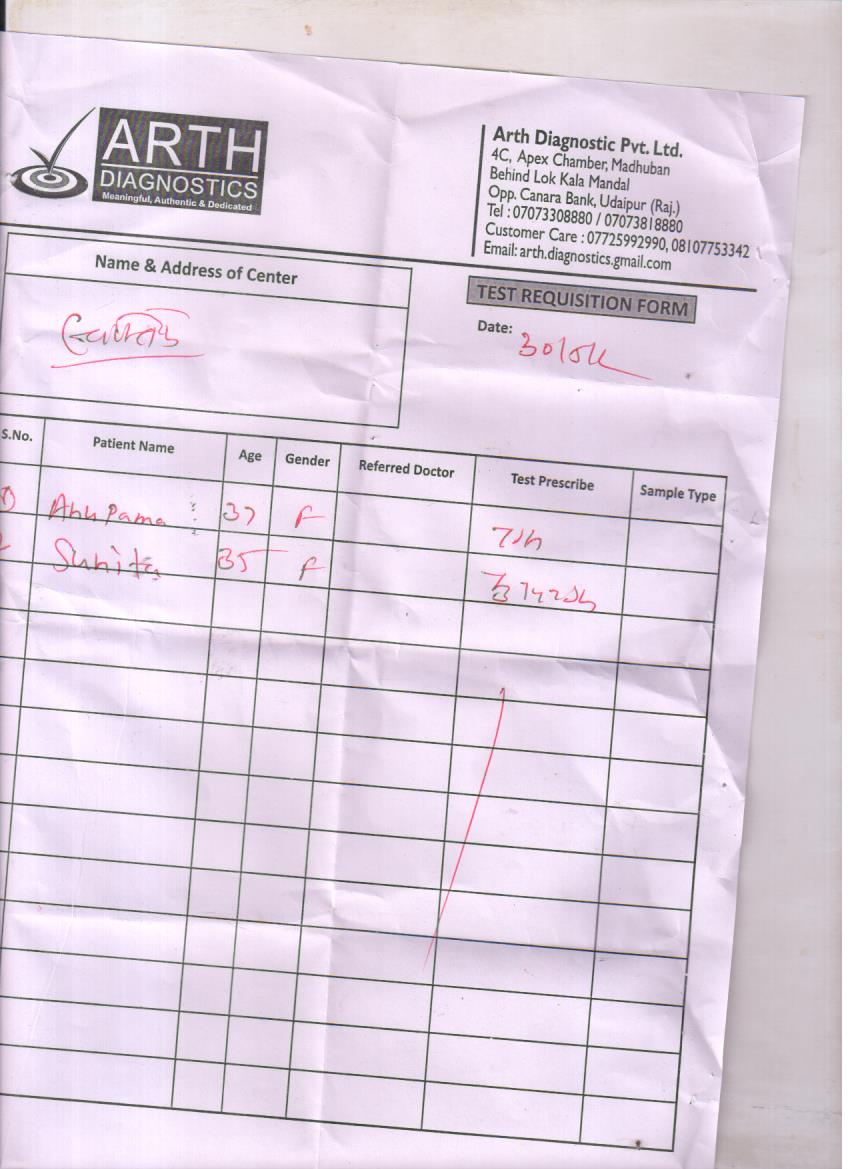 ARTH
DIAGNOSTICS
Meaningful, Authentic & Dedicated
Arth Diagnostic Pvt. Ltd.
4C, Apex Chamber, Madhuban
Behind Lok Kala Mandal
Opp. Canara Bank, Udaipur (Raj.)
Tel : 07073308880 / 07073818880
Customer Care : 07725992990, 08107753342
Email: arth.diagnostics.gmail.com
Name & Address of Center
TEST REQUISITION FORM
Date:
S.No. Patient Name Age Gender Referred Doctor Test Prescribe Sample Type
Anupama 37 F
Sunita 35 F